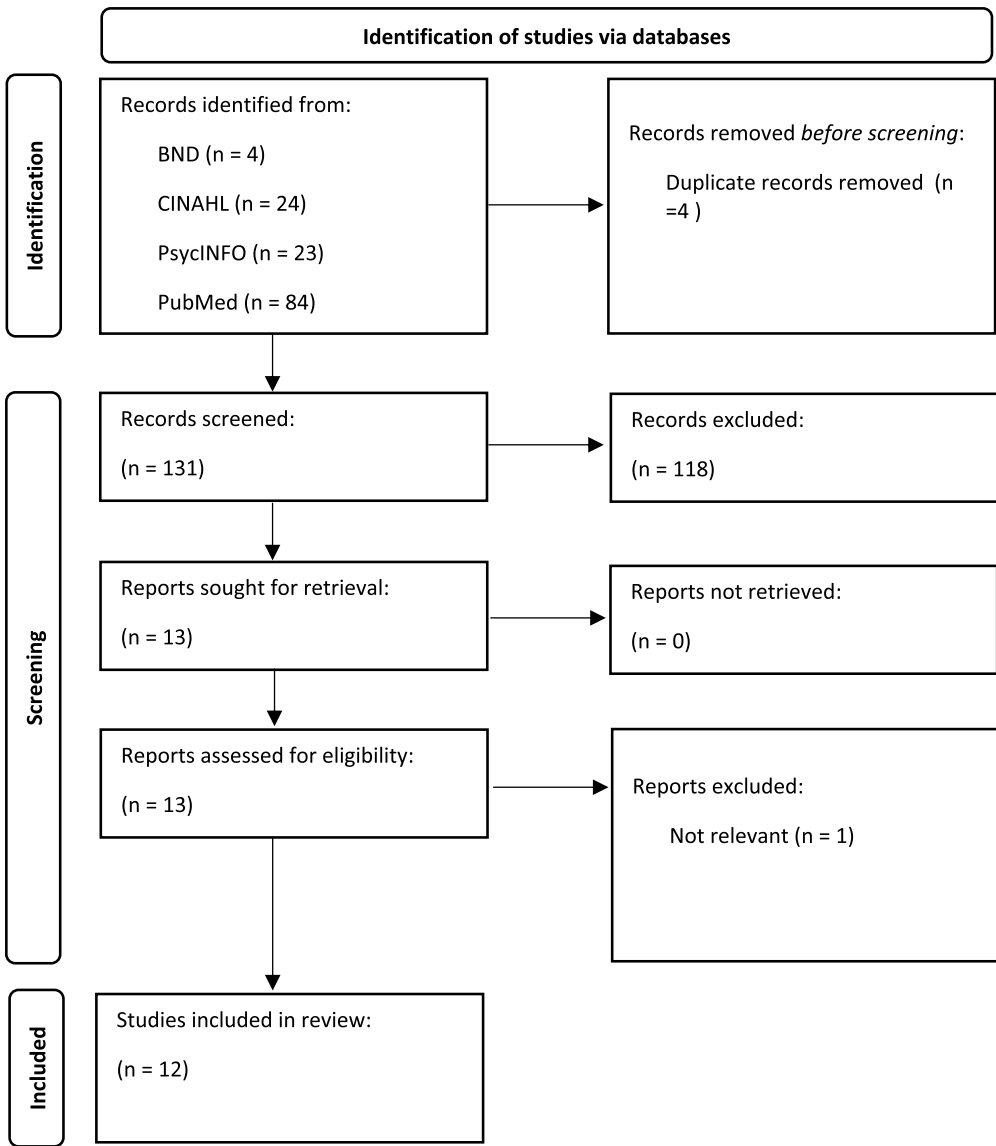 Identification of studies via databases
Identification
Records identified from:
BND (n = 4)
CINAHL (n = 24)
PsycINFO (n = 23)
PubMed (n = 84)
Records removed before screening:
Duplicate records removed  (n
=4 )
Screening
Records screened:
(n = 131)
Records excluded:
(n = 118)
Reports sought for retrieval:
(n = 13)
Reports not retrieved:
(n = 0)
Reports assessed for eligibility:
(n = 13)
Reports excluded:
Not relevant (n = 1)
Included
Studies included in review:
(n = 12)